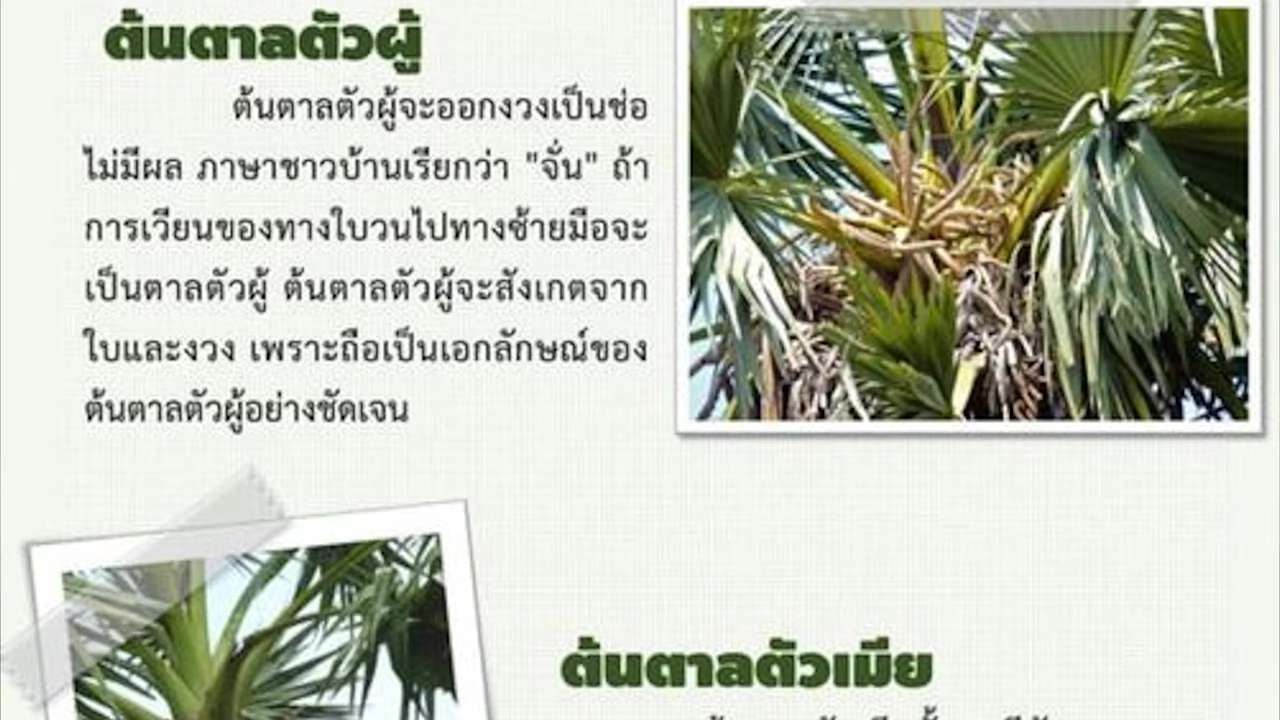 ต้นตาลตัวผู้
ต้นตาลตัวผู้จะออกงวงเป็นช่อ
ไม่มีผล ภาษาชาวบ้านเรียกว่า "จั่น" ถ้า
การเวียนของทางใบวนไปทางซ้ายมือจะ
เป็นตาลตัวผู้ ต้นตาลตัวผู้จะสังเกตจาก
ใบและงวง เพราะถือเป็นเอกลักษณ์ของ
ต้นตาลตัวผู้อย่างชัดเจน
ต้นตาลตัวเมีย